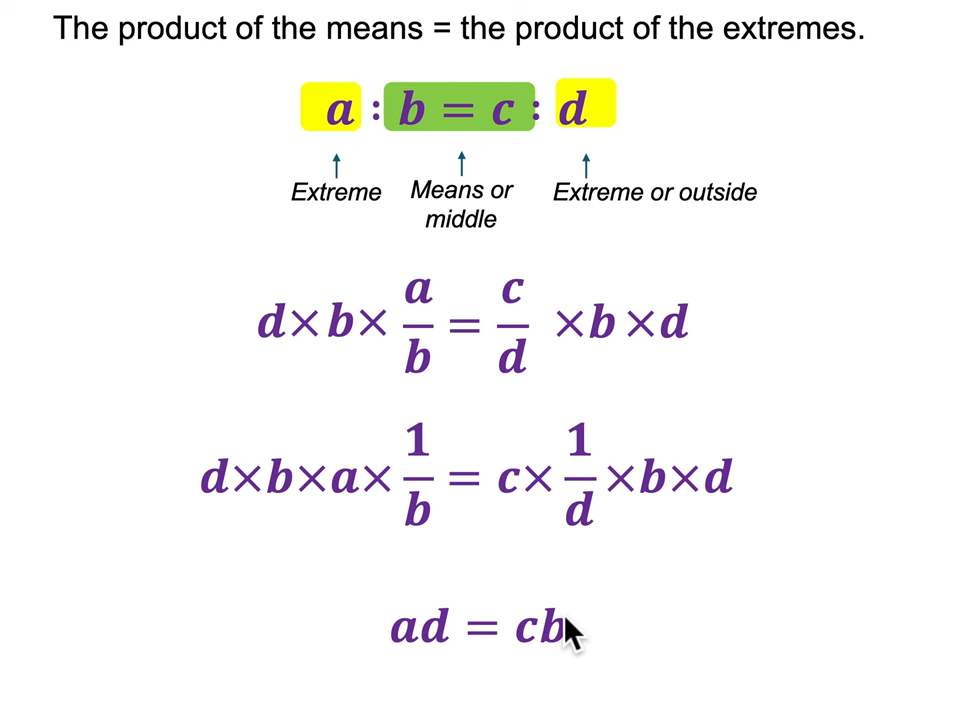 The product of the means = the product of the extremes.
a : b = c : d
Extreme Means or middle Extreme or outside
d×b× a/b = c/d ×b×d
d×b×a× 1/b = c× 1/d ×b×d
ad = cb